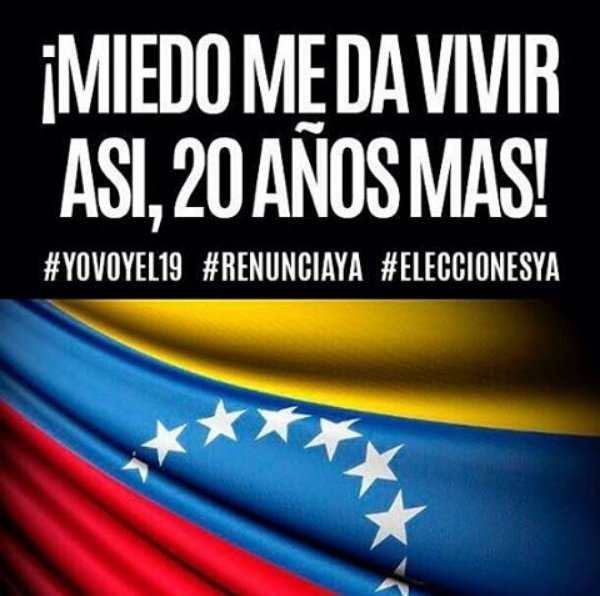 ¡MIEDO ME DA VIVIR
ASI, 20 AÑOS MAS!
#YOVOYEL19 #RENUNCIAYA #ELECCIONESYA